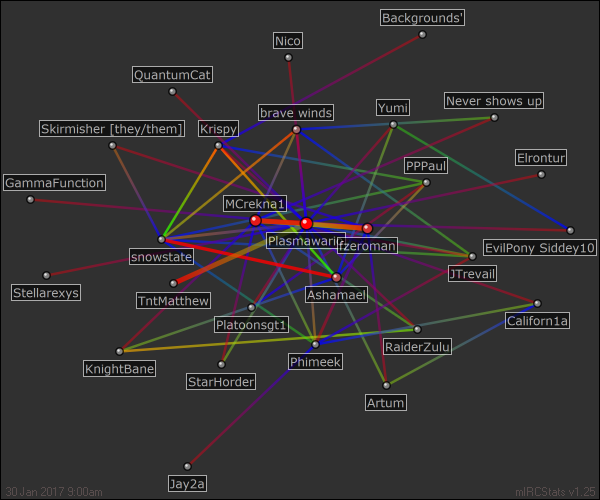 Backgrounds'
Nico
QuantumCat
Never shows up
brave winds
Yumi
Skirmisher [they/them]
Krispy
Elrontur
PPPaul
GammaFunction
MCrekna1
Plasmawario
fzeroman
EvilPony Siddey10
snowstate
JTrevail
Stellarexys
TntMatthew
Ashamael
Platoonsgt1
Californ1a
RaiderZulu
Phimeek
KnightBane
StarHorder
Artum
Jay2a
30 Jan 2017 9:00am
mIRCStats v1.25